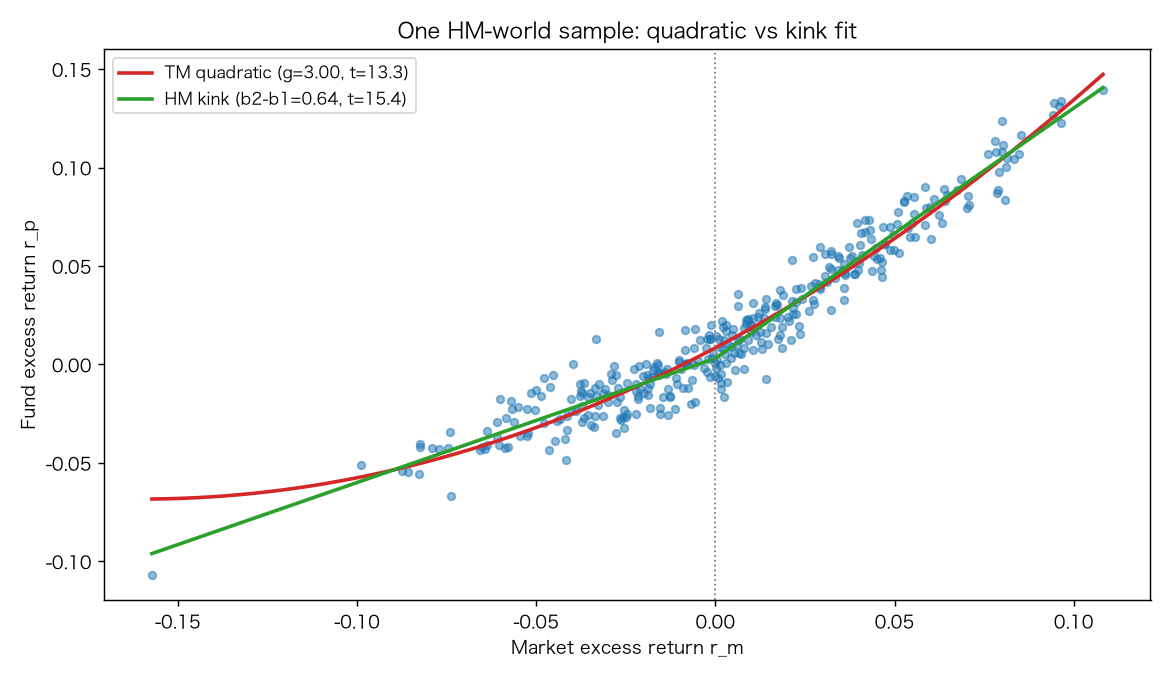 One HM-world sample: quadratic vs kink fit
TM quadratic (g=3.00, t=13.3)
HM kink (b2-b1=0.64, t=15.4)
0.15
0.10
0.05
0.00
-0.05
-0.10
Fund excess return r_p
-0.15
-0.10
-0.05
0.00
0.05
0.10
Market excess return r_m